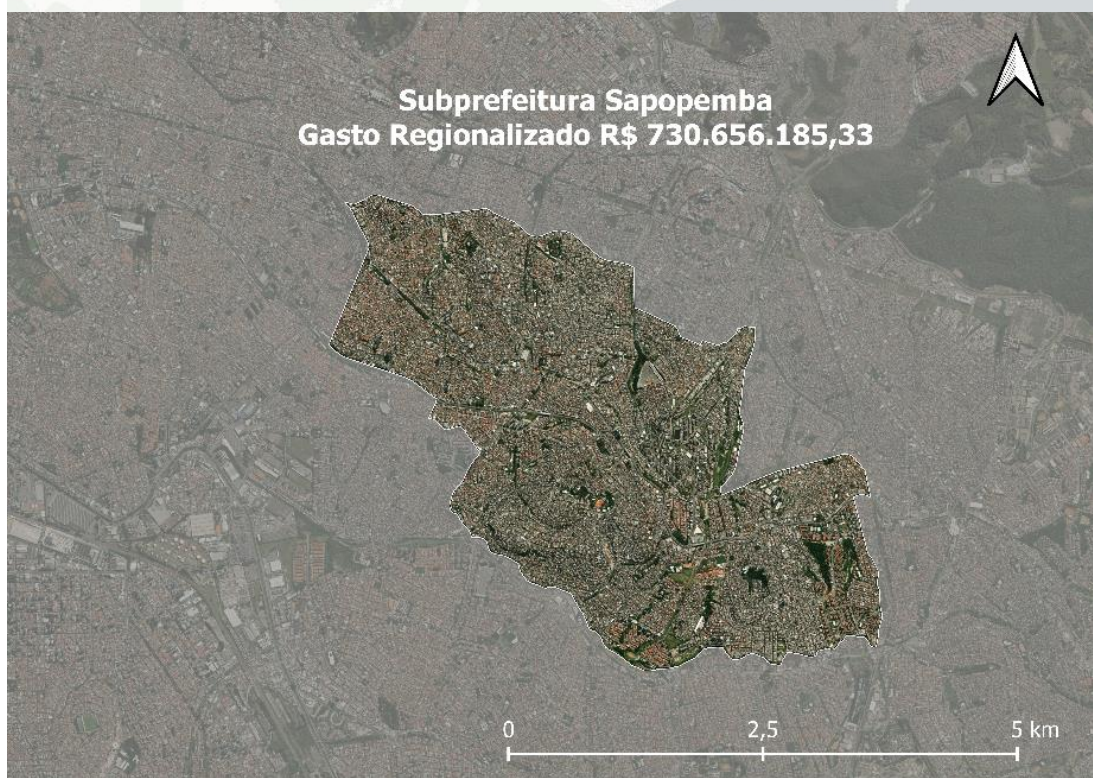 Subprefeitura Sapopemba
Gasto Regionalizado R$ 730.656.185,33
0 2,5 5 km